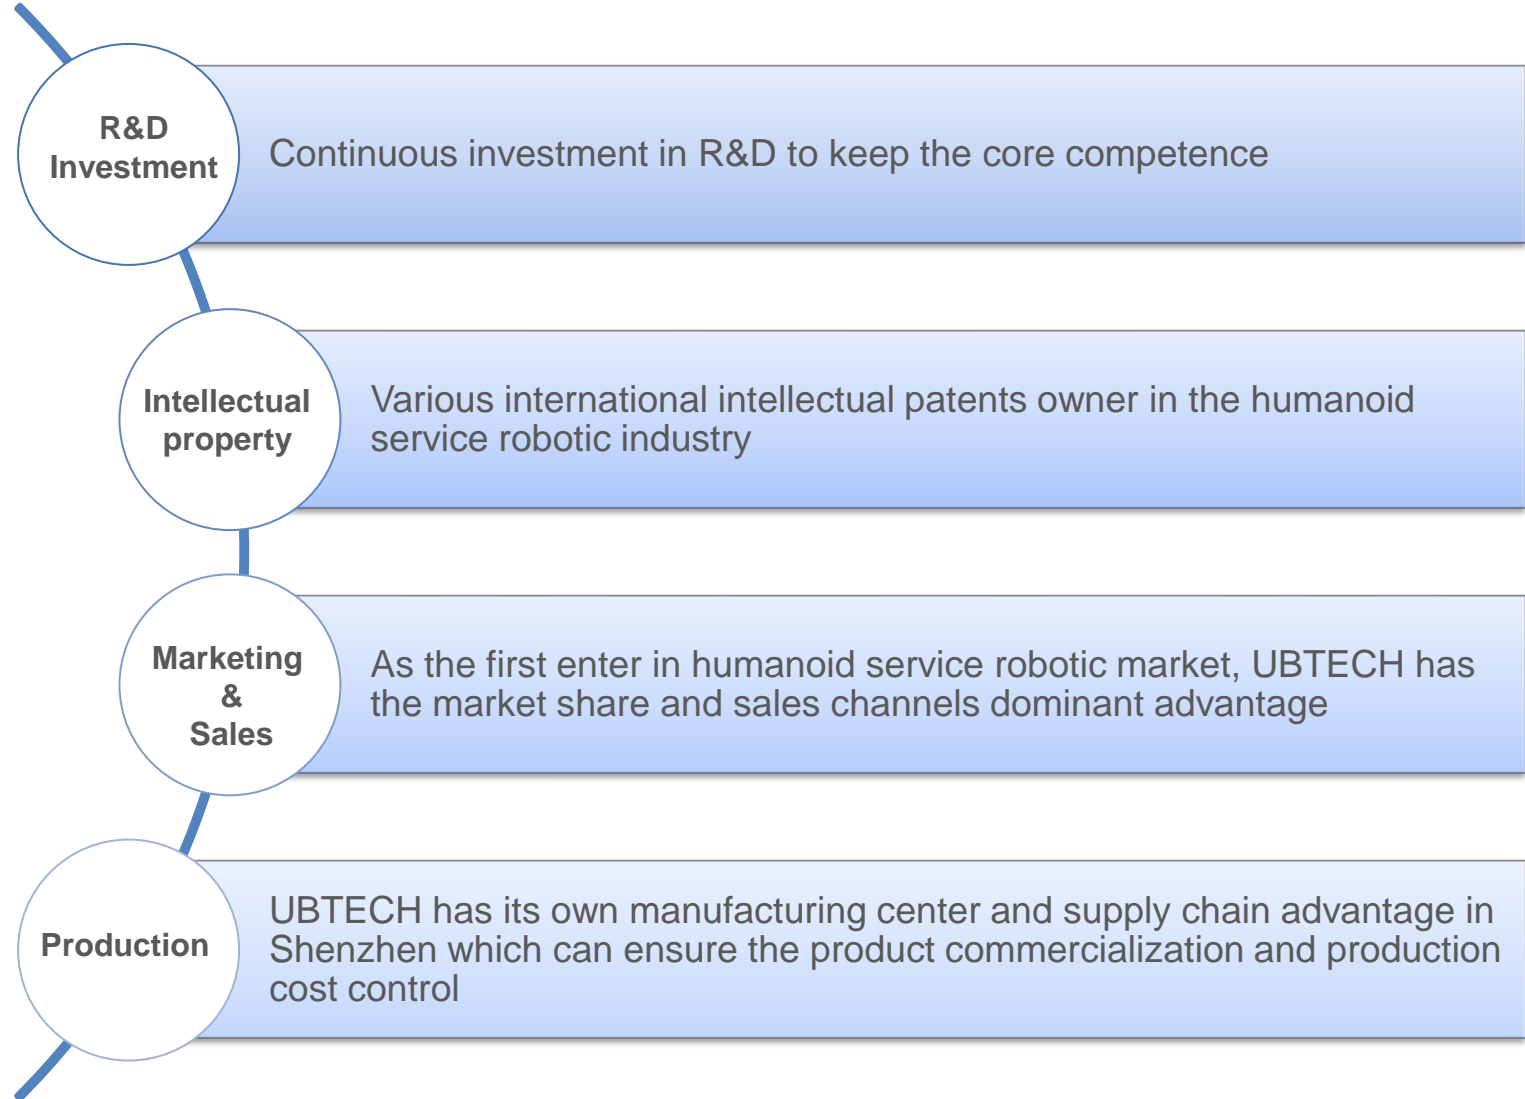 R&D
Investment
Continuous investment in R&D to keep the core competence
Intellectual
property
Various international intellectual patents owner in the humanoid
service robotic industry
Marketing
&
Sales
As the first enter in humanoid service robotic market, UBTECH has
the market share and sales channels dominant advantage
Production
UBTECH has its own manufacturing center and supply chain advantage in
Shenzhen which can ensure the product commercialization and production
cost control